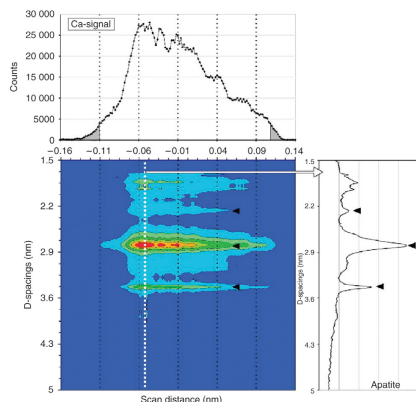 Ca-signal
Counts
30 000
25 000
20 000
15 000
10 000
5000
0
−0.16 −0.11 −0.06 −0.01 0.04 0.09 0.14
D-spacings (nm)
1.5
2.2
2.9
3.6
4.3
5
Scan distance (nm)
D-spacings (nm)
1.5
2.2
2.9
3.6
4.3
5
Apatite